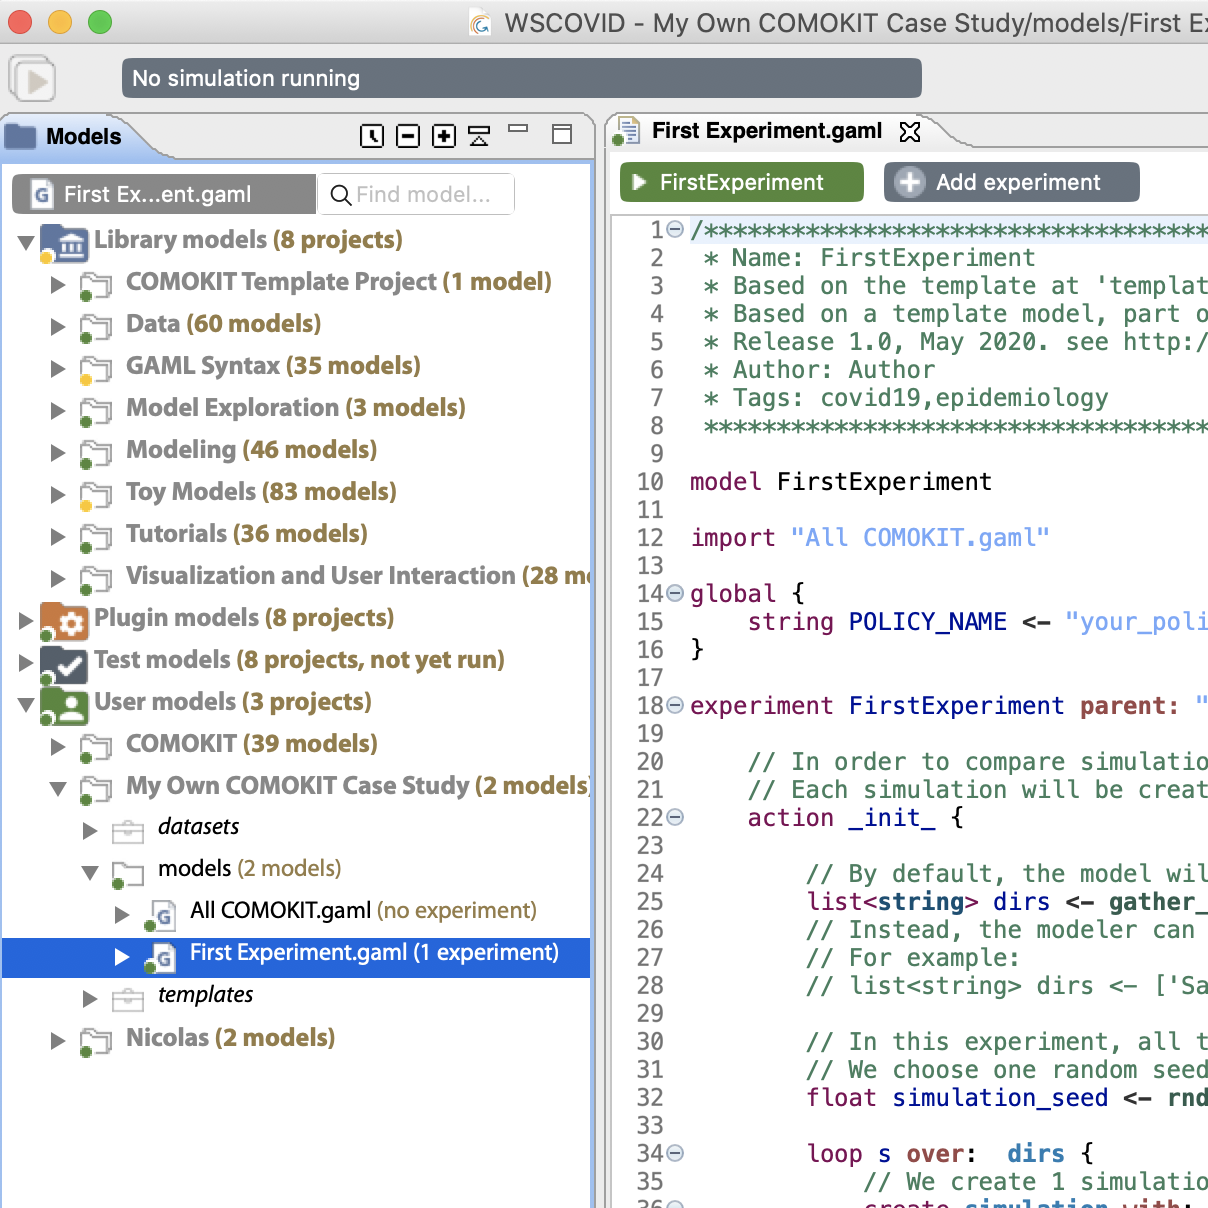 WSCOVID - My Own COMOKIT Case Study/models/First
No simulation running
Models
First Ex...ent.gaml
Find model...
Library models (8 projects)
COMOKIT Template Project (1 model)
Data (60 models)
GAML Syntax (35 models)
Model Exploration (3 models)
Modeling (46 models)
Toy Models (83 models)
Tutorials (36 models)
Visualization and User Interaction (28
Plugin models (8 projects)
Test models (8 projects, not yet run)
User models (3 projects)
COMOKIT (39 models)
My Own COMOKIT Case Study (2 models)
datasets
models (2 models)
All COMOKIT.gaml (no experiment)
First Experiment.gaml (1 experiment)
templates
Nicolas (2 models)
First Experiment.gaml
FirstExperiment
Add experiment
1 /***********************************
2 * Name: FirstExperiment
3 * Based on the template at 'templat
4 * Based on a template model, part o
5 * Release 1.0, May 2020. see http:/
6 * Author: Author
7 * Tags: covid19,epidemiology
8 ***********************************
9
10 model FirstExperiment
11
12 import "All COMOKIT.gaml"
13
14 global {
15 string POLICY_NAME <- "your_poli
16 }
17
18 experiment FirstExperiment parent: "
19
20 // In order to compare simulatio
21 // Each simulation will be creat
22 action _init_ {
23
24 // By default, the model wil
25 list<string> dirs <- gather_
26 // Instead, the modeler can
27 // For example:
28 // list<string> dirs <- ['Sa
29
30 // In this experiment, all t
31 // We choose one random seed
32 float simulation_seed <- rnd
33
34 loop s over: dirs {
35 // We create 1 simulatio
36 create simulation with: